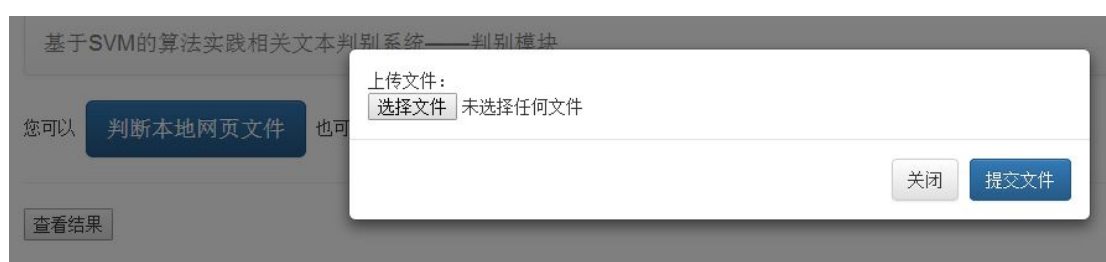 基于SVM的算法实践相关文本判别系统——判别模块
上传文件：
选择文件 未选择任何文件
您可以 判断本地网页文件 也可
关闭 提交文件
查看结果